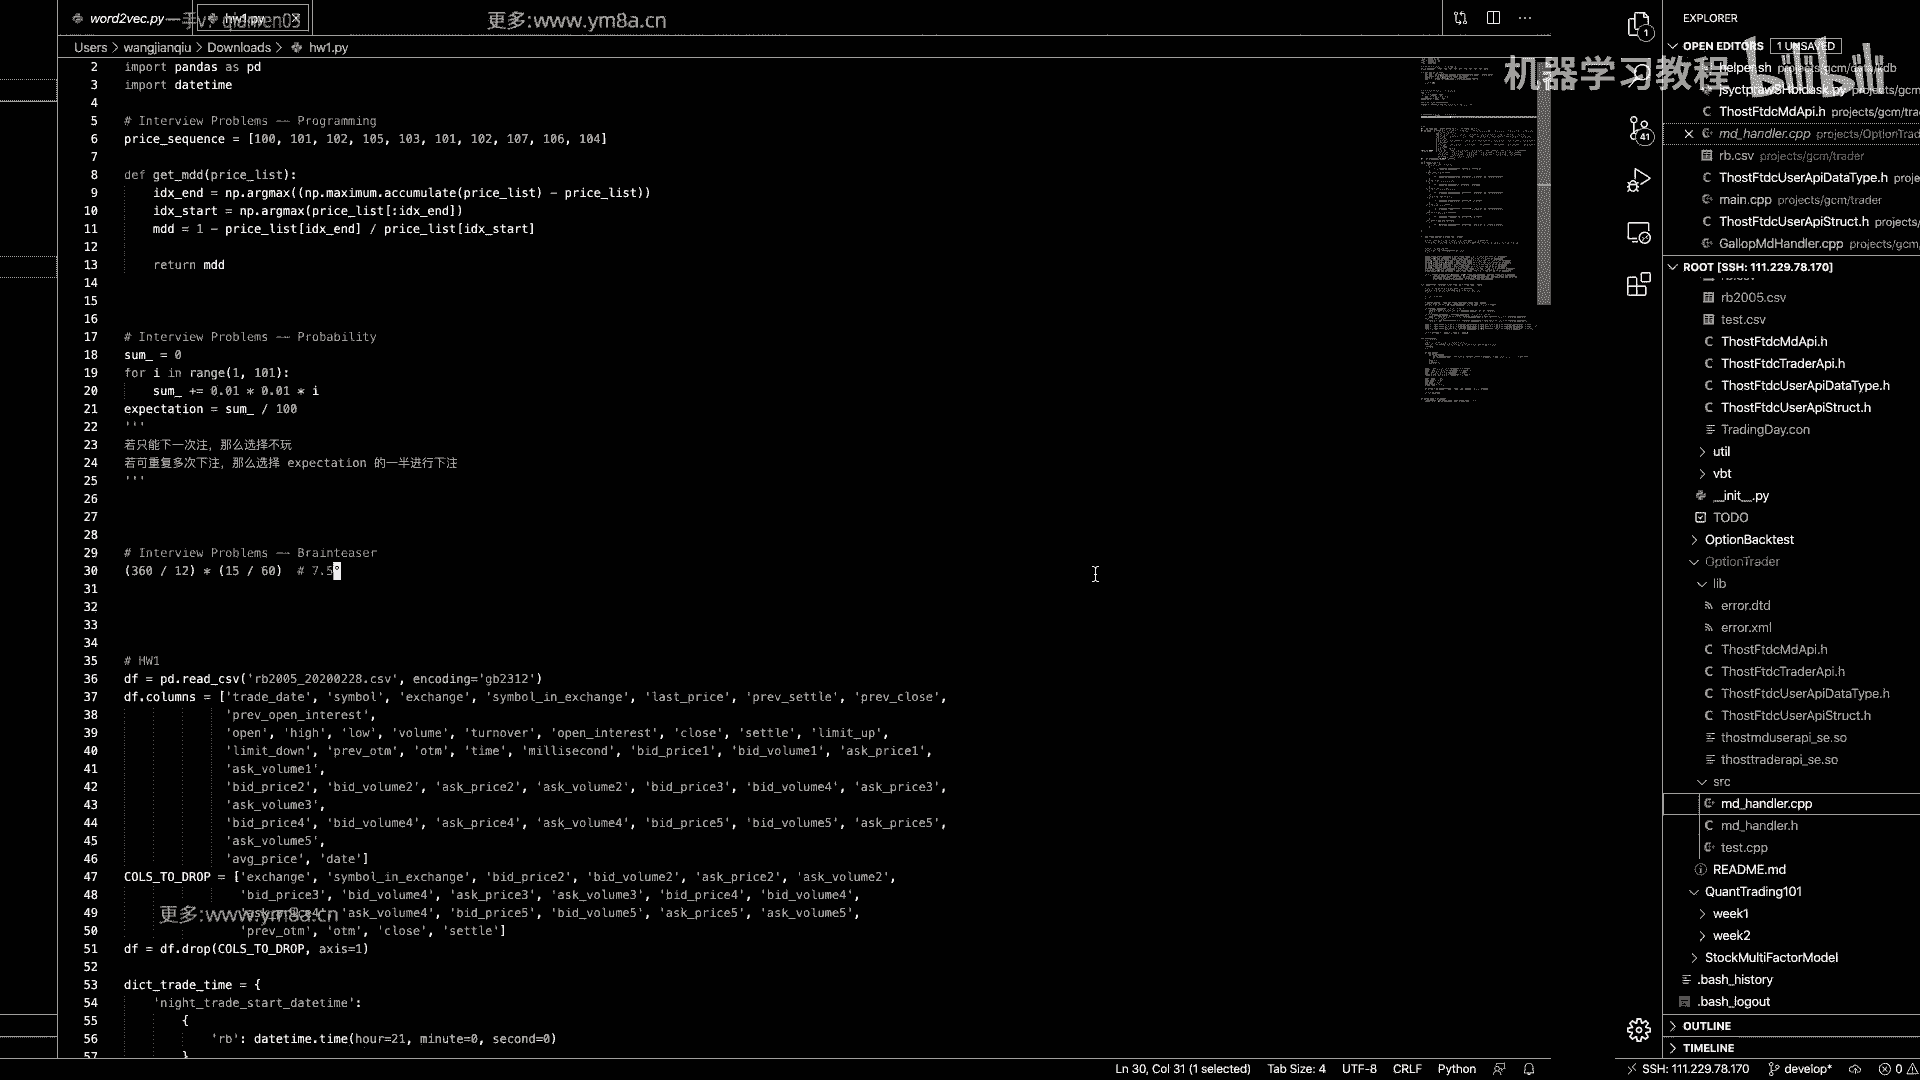 word2vec.py
hw1.py
更多:www.ym8a.cn
Users > wangjianqiu > Downloads > hw1.py
2 import pandas as pd
3 import datetime
4
5 # Interview Problems -- Programming
6 price_sequence = [100, 101, 102, 105, 103, 101, 102, 107, 106, 104]
7
8 def get_mdd(price_list):
9 idx_end = np.argmax((np.maximum.accumulate(price_list) - price_list))
10 idx_start = np.argmax(price_list[:idx_end])
11 mdd = 1 - price_list[idx_end] / price_list[idx_start]
12
13 return mdd
14
15
16
17 # Interview Problems -- Probability
18 sum_ = 0
19 for i in range(1, 101):
20 sum_ += 0.01 * 0.01 * i
21 expectation = sum_ / 100
22 '''
23 若只能下一次注，那么选择不玩
24 若可重复多次下注，那么选择 expectation 的一半进行下注
25 '''
26
27
28
29 # Interview Problems -- Brainteaser
30 (360 / 12) * (15 / 60) # 7.5°
31
32
33
34
35 # HW1
36 df = pd.read_csv('rb2005_20200228.csv', encoding='gb2312')
37 df.columns = ['trade_date', 'symbol', 'exchange', 'symbol_in_exchange', 'last_price', 'prev_settle', 'prev_close',
38 'prev_open_interest',
39 'open', 'high', 'low', 'volume', 'turnover', 'open_interest', 'close', 'settle', 'limit_up',
40 'limit_down', 'prev_otm', 'otm', 'time', 'millisecond', 'bid_price1', 'bid_volume1', 'ask_price1',
41 'ask_volume1',
42 'bid_price2', 'bid_volume2', 'ask_price2', 'ask_volume2', 'bid_price3', 'bid_volume4', 'ask_price3',
43 'ask_volume3',
44 'bid_price4', 'bid_volume4', 'ask_price4', 'ask_volume4', 'bid_price5', 'bid_volume5', 'ask_price5',
45 'ask_volume5',
46 'avg_price', 'date']
47 COLS_TO_DROP = ['exchange', 'symbol_in_exchange', 'bid_price2', 'bid_volume2', 'ask_price2', 'ask_volume2',
48 'bid_price3', 'bid_volume4', 'ask_price3', 'ask_volume3', 'bid_price4', 'bid_volume4',
49 'ask_price4', 'ask_volume4', 'bid_price5', 'bid_volume5', 'ask_price5', 'ask_volume5',
更多:www.ym8a.cn
50 'prev_otm', 'otm', 'close', 'settle']
51 df = df.drop(COLS_TO_DROP, axis=1)
52
53 dict_trade_time = {
54 'night_trade_start_datetime':
55 {
56 'rb': datetime.time(hour=21, minute=0, second=0)
57 }
EXPLORER
OPEN EDITORS 1 UNSAVED
机器学习教程 bilibili
helper.sh projects/gcm/data/kdb
projects/gcm
ThostFtdcMdApi.h projects/gcm/tra
md_handler.cpp projects/OptionTrad
rb.csv projects/gcm/trader
ThostFtdcUserApiDataType.h proje
main.cpp projects/gcm/trader
ThostFtdcUserApiStruct.h projects/
GallopMdHandler.cpp projects/gcm
ROOT [SSH: 111.229.78.170]
rb.csv
rb2005.csv
test.csv
ThostFtdcMdApi.h
ThostFtdcTraderApi.h
ThostFtdcUserApiDataType.h
ThostFtdcUserApiStruct.h
TradingDay.con
util
vbt
__init__.py
TODO
OptionBacktest
OptionTrader
lib
error.dtd
error.xml
ThostFtdcMdApi.h
ThostFtdcTraderApi.h
ThostFtdcUserApiDataType.h
ThostFtdcUserApiStruct.h
thostmduserapi_se.so
thosttraderapi_se.so
src
md_handler.cpp
md_handler.h
test.cpp
README.md
QuantTrading101
week1
week2
StockMultiFactorModel
.bash_history
.bash_logout
OUTLINE
TIMELINE
1
41
Ln 30, Col 31 (1 selected) Tab Size: 4 UTF-8 CRLF Python
SSH: 111.229.78.170 develop* 0